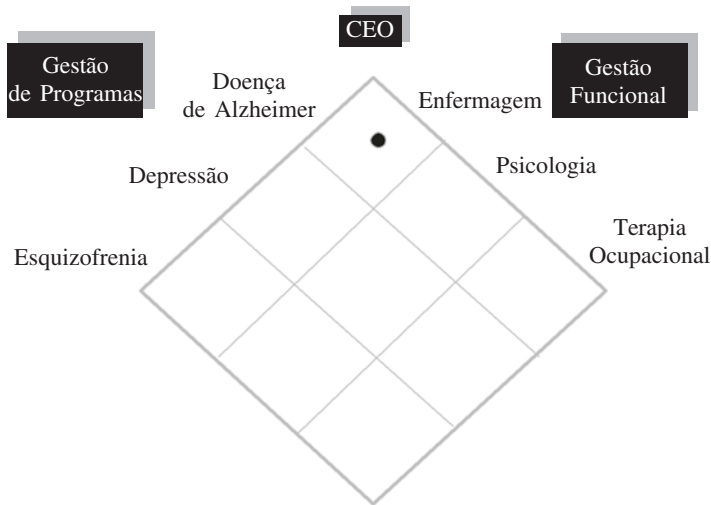 CEO
Gestão
de Programas
Gestão
Funcional
Doença
de Alzheimer
Enfermagem
Depressão
Psicologia
Esquizofrenia
Terapia
Ocupacional